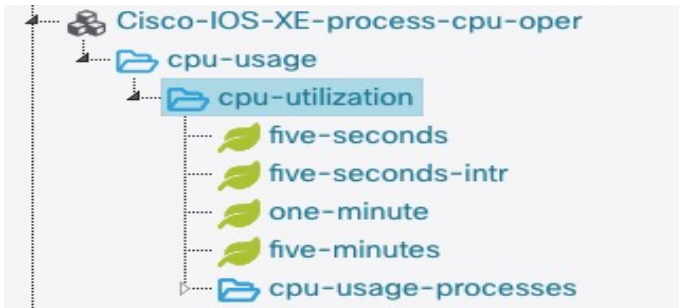 Cisco-IOS-XE-process-cpu-oper
cpu-usage
cpu-utilization
five-seconds
five-seconds-intr
one-minute
five-minutes
cpu-usage-processes